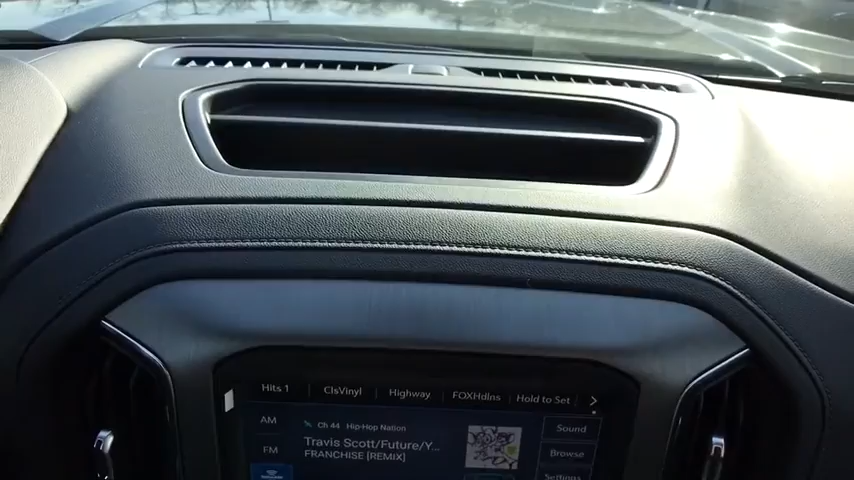 Hits 1 ClsVinyl Highway FOXHdlns Hold to Set
AM
Ch 44 Hip-Hop Nation
Sound
Travis Scott/Future/Y...
FM
FRANCHISE [REMIX]
Browse
Settings